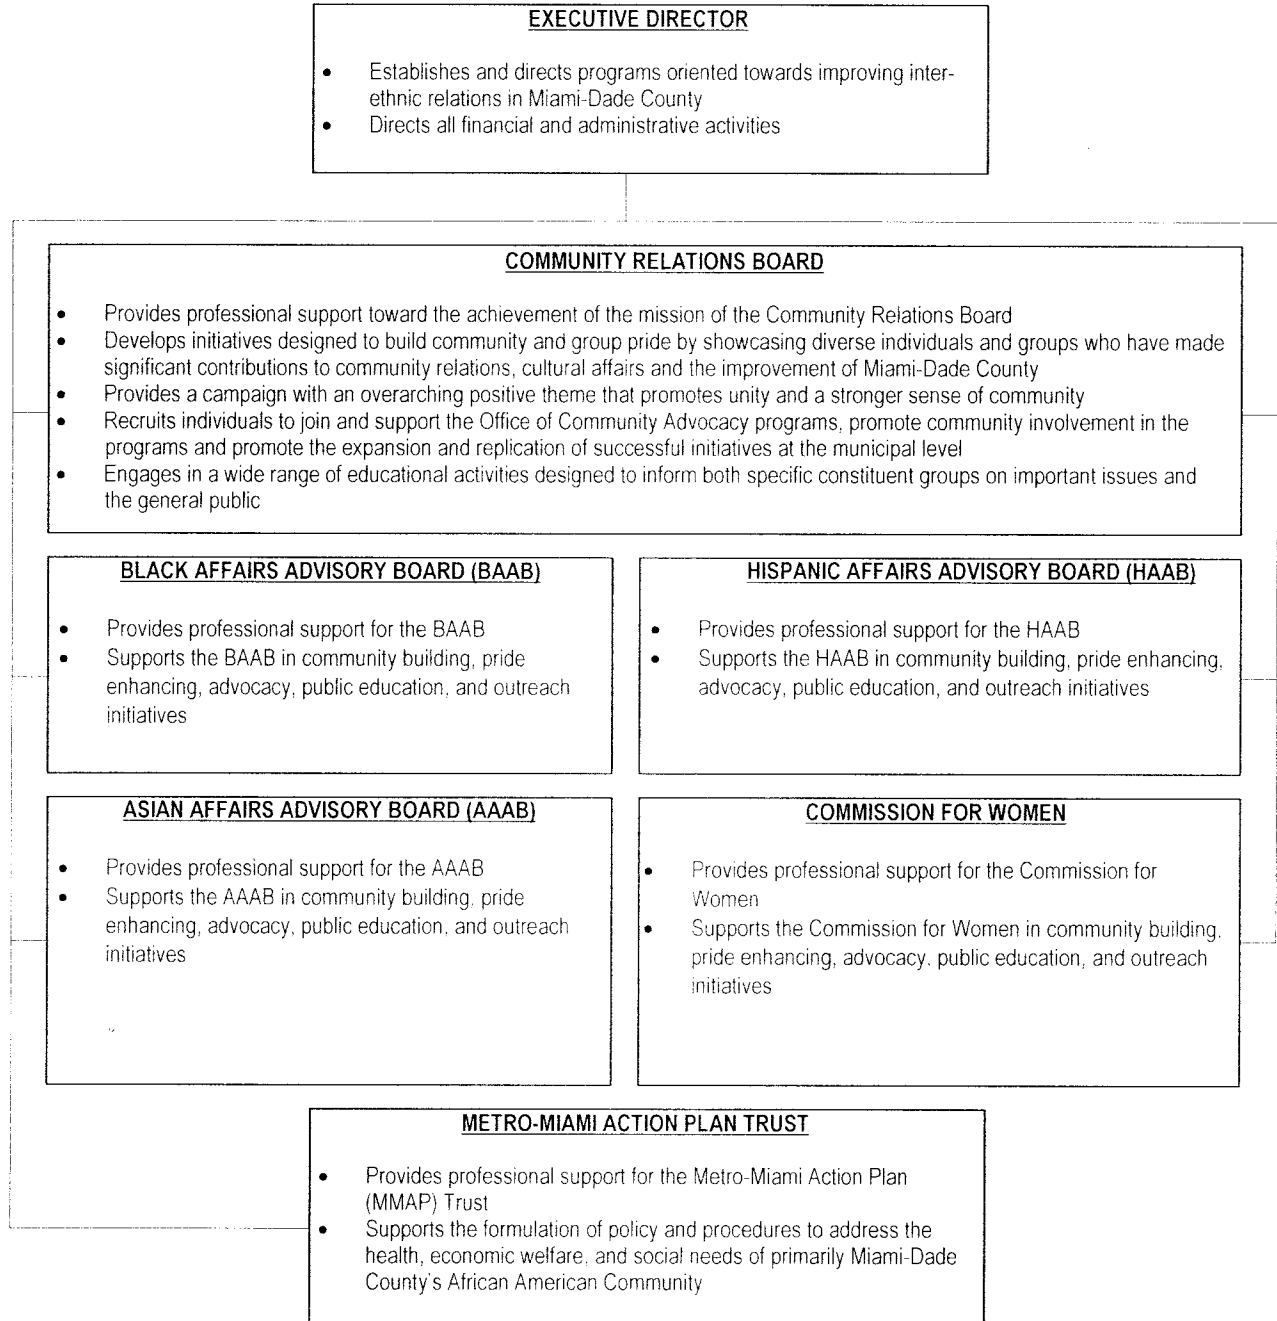 EXECUTIVE DIRECTOR
• Establishes and directs programs oriented towards improving inter-
ethnic relations in Miami-Dade County
• Directs all financial and administrative activities
COMMUNITY RELATIONS BOARD
• Provides professional support toward the achievement of the mission of the Community Relations Board
• Develops initiatives designed to build community and group pride by showcasing diverse individuals and groups who have made
significant contributions to community relations, cultural affairs and the improvement of Miami-Dade County
• Provides a campaign with an overarching positive theme that promotes unity and a stronger sense of community
• Recruits individuals to join and support the Office of Community Advocacy programs, promote community involvement in the
programs and promote the expansion and replication of successful initiatives at the municipal level
• Engages in a wide range of educational activities designed to inform both specific constituent groups on important issues and
the general public
BLACK AFFAIRS ADVISORY BOARD (BAAB)
• Provides professional support for the BAAB
• Supports the BAAB in community building, pride
enhancing, advocacy, public education, and outreach
initiatives
HISPANIC AFFAIRS ADVISORY BOARD (HAAB)
• Provides professional support for the HAAB
• Supports the HAAB in community building, pride enhancing,
advocacy, public education, and outreach initiatives
ASIAN AFFAIRS ADVISORY BOARD (AAAB)
• Provides professional support for the AAAB
• Supports the AAAB in community building, pride
enhancing, advocacy, public education, and outreach
initiatives
COMMISSION FOR WOMEN
• Provides professional support for the Commission for
Women
• Supports the Commission for Women in community building,
pride enhancing, advocacy, public education, and outreach
initiatives
METRO-MIAMI ACTION PLAN TRUST
• Provides professional support for the Metro-Miami Action Plan
(MMAP) Trust
• Supports the formulation of policy and procedures to address the
health, economic welfare, and social needs of primarily Miami-Dade
County's African American Community